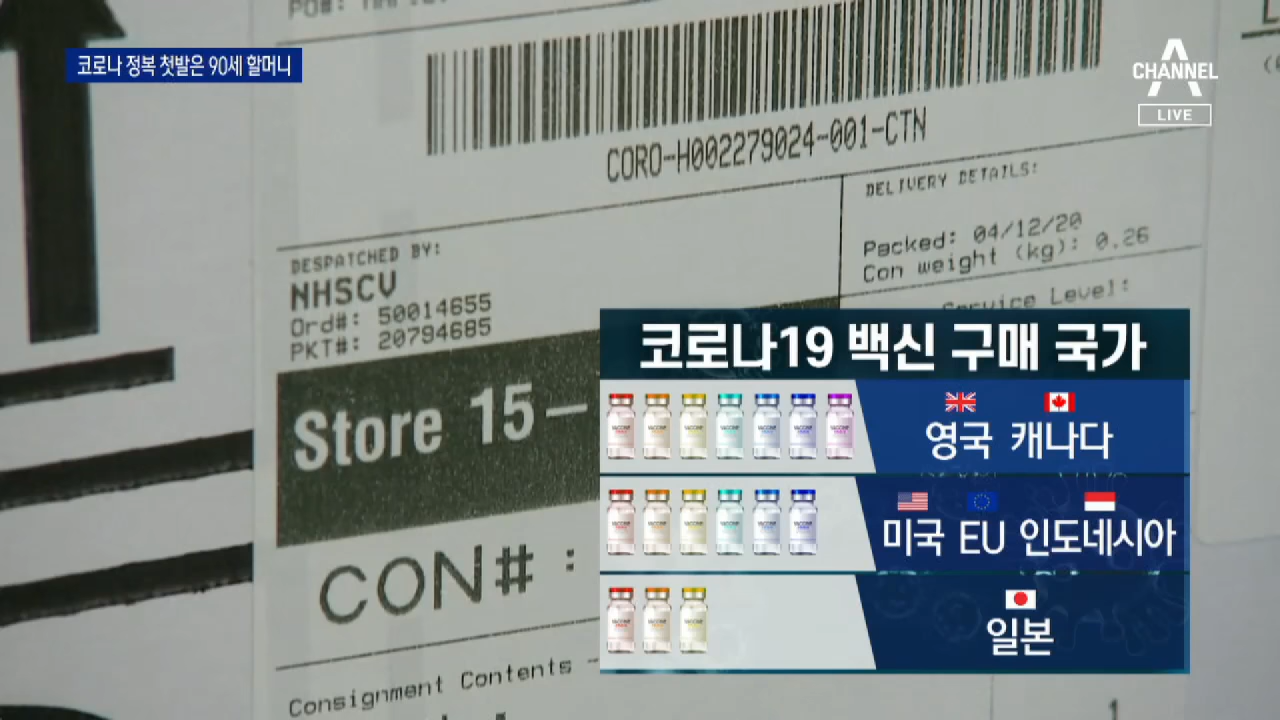 코로나 정복 첫발은 90세 할머니
CHANNEL A
LIVE
CORO-H002279024-001-CTN
DELIVERY DETAILS:
Packed: 04/12/20
Con weight (kg): 0.26
Service Level:
DESPATCHED BY:
NHSCV
Ord#: 50014655
PKT#: 20794685
Store 15-
CON# :
Consignment Contents -
1
코로나19 백신 구매 국가
영국 캐나다
미국 EU 인도네시아
일본